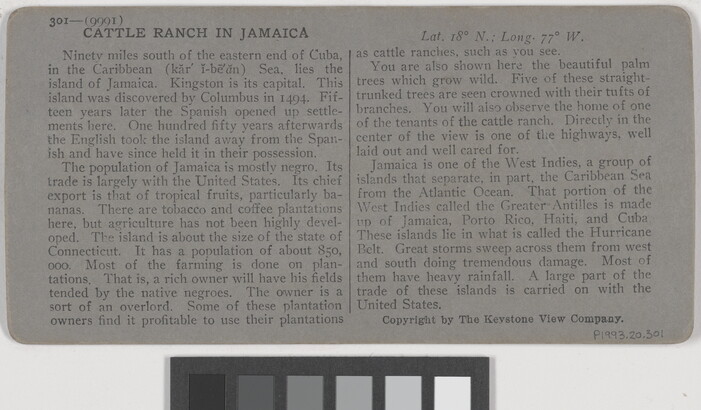 301—(9991)
CATTLE RANCH IN JAMAICA
Lat. 18° N.; Long. 77° W.
Ninety miles south of the eastern end of Cuba,
in the Caribbean (kăr′ ĭ-bē′ăn) Sea, lies the
island of Jamaica. Kingston is its capital. This
island was discovered by Columbus in 1494. Fif-
teen years later the Spanish opened up settle-
ments here. One hundred fifty years afterwards
the English took the island away from the Span-
ish and have since held it in their possession.
The population of Jamaica is mostly negro. Its
trade is largely with the United States. Its chief
export is that of tropical fruits, particularly ba-
nanas. There are tobacco and coffee plantations
here, but agriculture has not been highly devel-
oped. The island is about the size of the state of
Connecticut. It has a population of about 850,
000. Most of the farming is done on plan-
tations. That is, a rich owner will have his fields
tended by the native negroes. The owner is a
sort of an overlord. Some of these plantation
owners find it profitable to use their plantations
as cattle ranches, such as you see.
You are also shown here the beautiful palm
trees which grow wild. Five of these straight-
trunked trees are seen crowned with their tufts of
branches. You will also observe the home of one
of the tenants of the cattle ranch. Directly in the
center of the view is one of the highways, well
laid out and well cared for.
Jamaica is one of the West Indies, a group of
islands that separate, in part, the Caribbean Sea
from the Atlantic Ocean. That portion of the
West Indies called the Greater Antilles is made
up of Jamaica, Porto Rico, Haiti, and Cuba.
These islands lie in what is called the Hurricane
Belt. Great storms sweep across them from west
and south doing tremendous damage. Most of
them have heavy rainfall. A large part of the
trade of these islands is carried on with the
United States.
Copyright by The Keystone View Company.
P1993.20.301